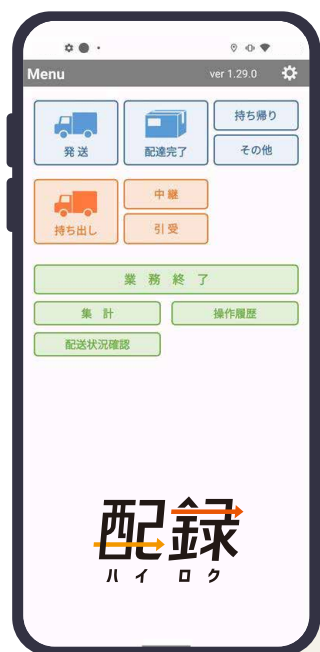 Menu ver 1.29.0
発送
配達完了
持ち帰り
その他
持ち出し
中継
引受
業務終了
集計
操作履歴
配送状況確認
配録
ハイロク